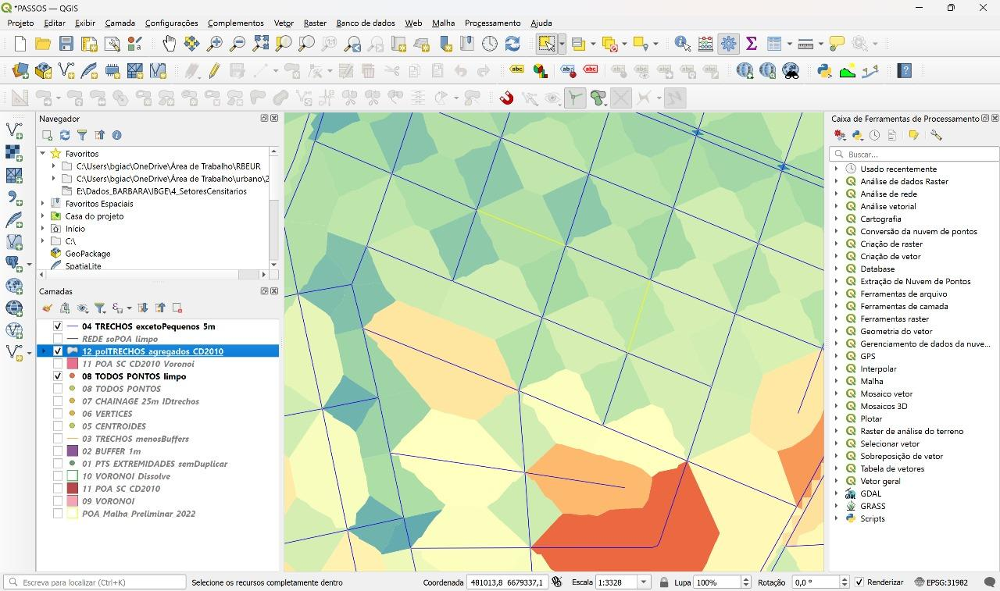 *PASSOS — QGIS
Projeto Editar Exibir Camada Configurações Complementos Vetor Raster Banco de dados Web Malha Processamento Ajuda
Navegador
Favoritos
C:\Users\bgiac\OneDrive\Área de Trabalho\RBEUR
C:\Users\bgiac\OneDrive\Área de Trabalho\urbano\2
E:\Dados_BARBARA\IBGE\4_SetoresCensitarios
Favoritos Espaciais
Casa do projeto
Início
C:\
GeoPackage
SpatiaLite
Camadas
04 TRECHOS excetoPequenos 5m
REDE soPOA limpo
12 polTRECHOS agregados CD2010
11 POA SC CD2010 Voronoi
08 TODOS PONTOS limpo
08 TODOS PONTOS
07 CHAINAGE 25m IDtrechos
06 VERTICES
05 CENTROIDES
03 TRECHOS menosBuffers
02 BUFFER 1m
01 PTS EXTREMIDADES semDuplicar
10 VORONOI Dissolve
11 POA SC CD2010
09 VORONOI
POA Malha Preliminar 2022
Caixa de Ferramentas de Processamento
Buscar...
Usado recentemente
Análise de dados Raster
Análise de rede
Análise vetorial
Cartografia
Conversão da nuvem de pontos
Criação de raster
Criação de vetor
Database
Extração de Nuvem de Pontos
Ferramentas de arquivo
Ferramentas de camada
Ferramentas raster
Geometria do vetor
Gerenciamento de dados da nuve...
GPS
Interpolar
Malha
Mosaico vetor
Mosaicos 3D
Plotar
Raster de análise do terreno
Selecionar vetor
Sobreposição de vetor
Tabela de vetores
Vetor geral
GDAL
GRASS
Scripts
Escreva para localizar (Ctrl+K) Selecione os recursos completamente dentro Coordenada 481013,8 6679337,1 Escala 1:3328 Lupa 100% Rotação 0,0 ° Renderizar EPSG:31982